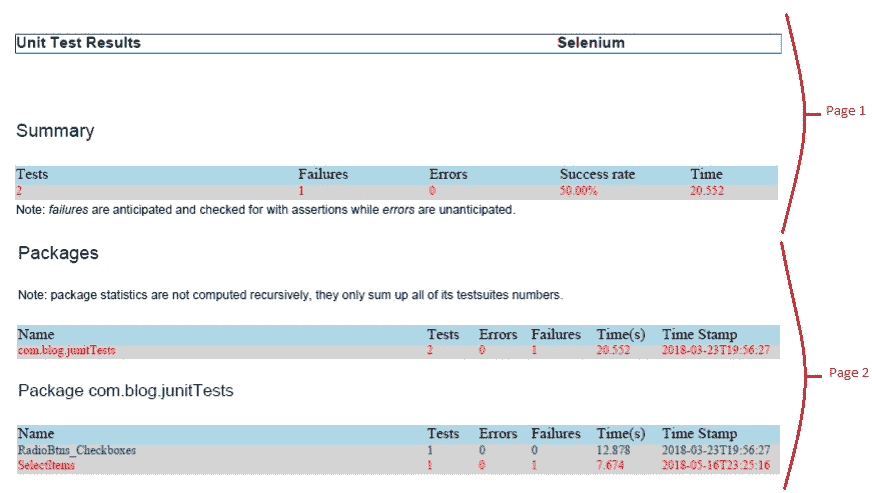 Unit Test Results Selenium
Page 1
Summary
Tests Failures Errors Success rate Time
2 1 0 50.00% 20.552
Note: failures are anticipated and checked for with assertions while errors are unanticipated.
Packages
Note: package statistics are not computed recursively, they only sum up all of its testsuites numbers.
Name Tests Errors Failures Time(s) Time Stamp
com.blog.junitTests 2 0 1 20.552 2018-03-23T19:56:27
Page 2
Package com.blog.junitTests
Name Tests Errors Failures Time(s) Time Stamp
RadioBtns_Checkboxes 1 0 0 12.878 2018-03-23T19:56:27
SelectItems 1 0 1 7.674 2018-05-16T23:25:16